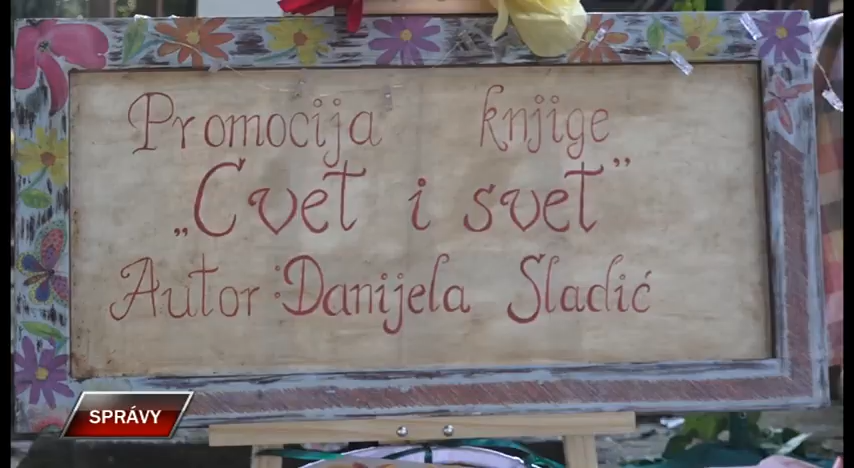 Promocija knjige
„Cvet i svet”
Autor: Danijela Sladić
SPRÁVY